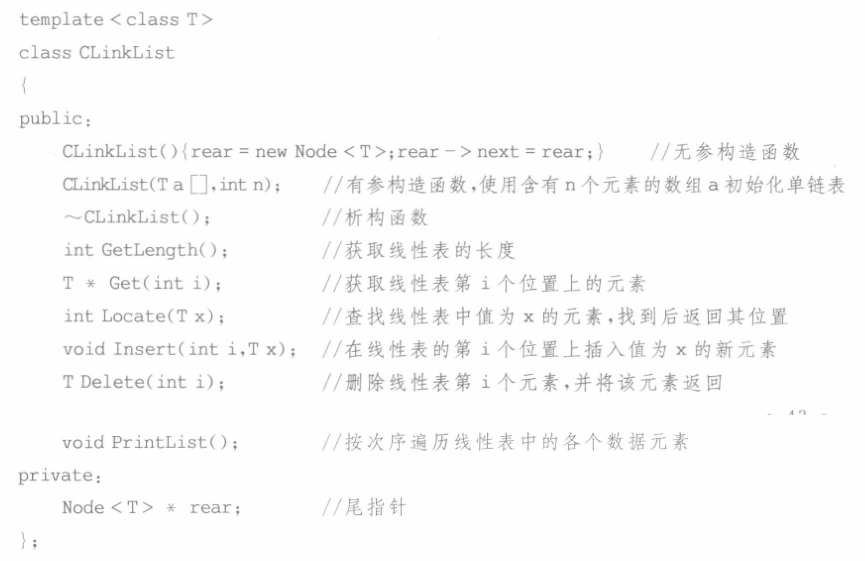 template <class T>
class CLinkList
{
public:
CLinkList(){rear = new Node <T>;rear -> next = rear;} //无参构造函数
CLinkList(T a [],int n); //有参构造函数,使用含有 n 个元素的数组 a 初始化单链表
~CLinkList(); //析构函数
int GetLength(); //获取线性表的长度
T * Get(int i); //获取线性表第 i 个位置上的元素
int Locate(T x); //查找线性表中值为 x 的元素,找到后返回其位置
void Insert(int i,T x); //在线性表的第 i 个位置上插入值为 x 的新元素
T Delete(int i); //删除线性表第 i 个元素,并将该元素返回
void PrintList(); //按次序遍历线性表中的各个数据元素
private:
Node <T> * rear; //尾指针
};